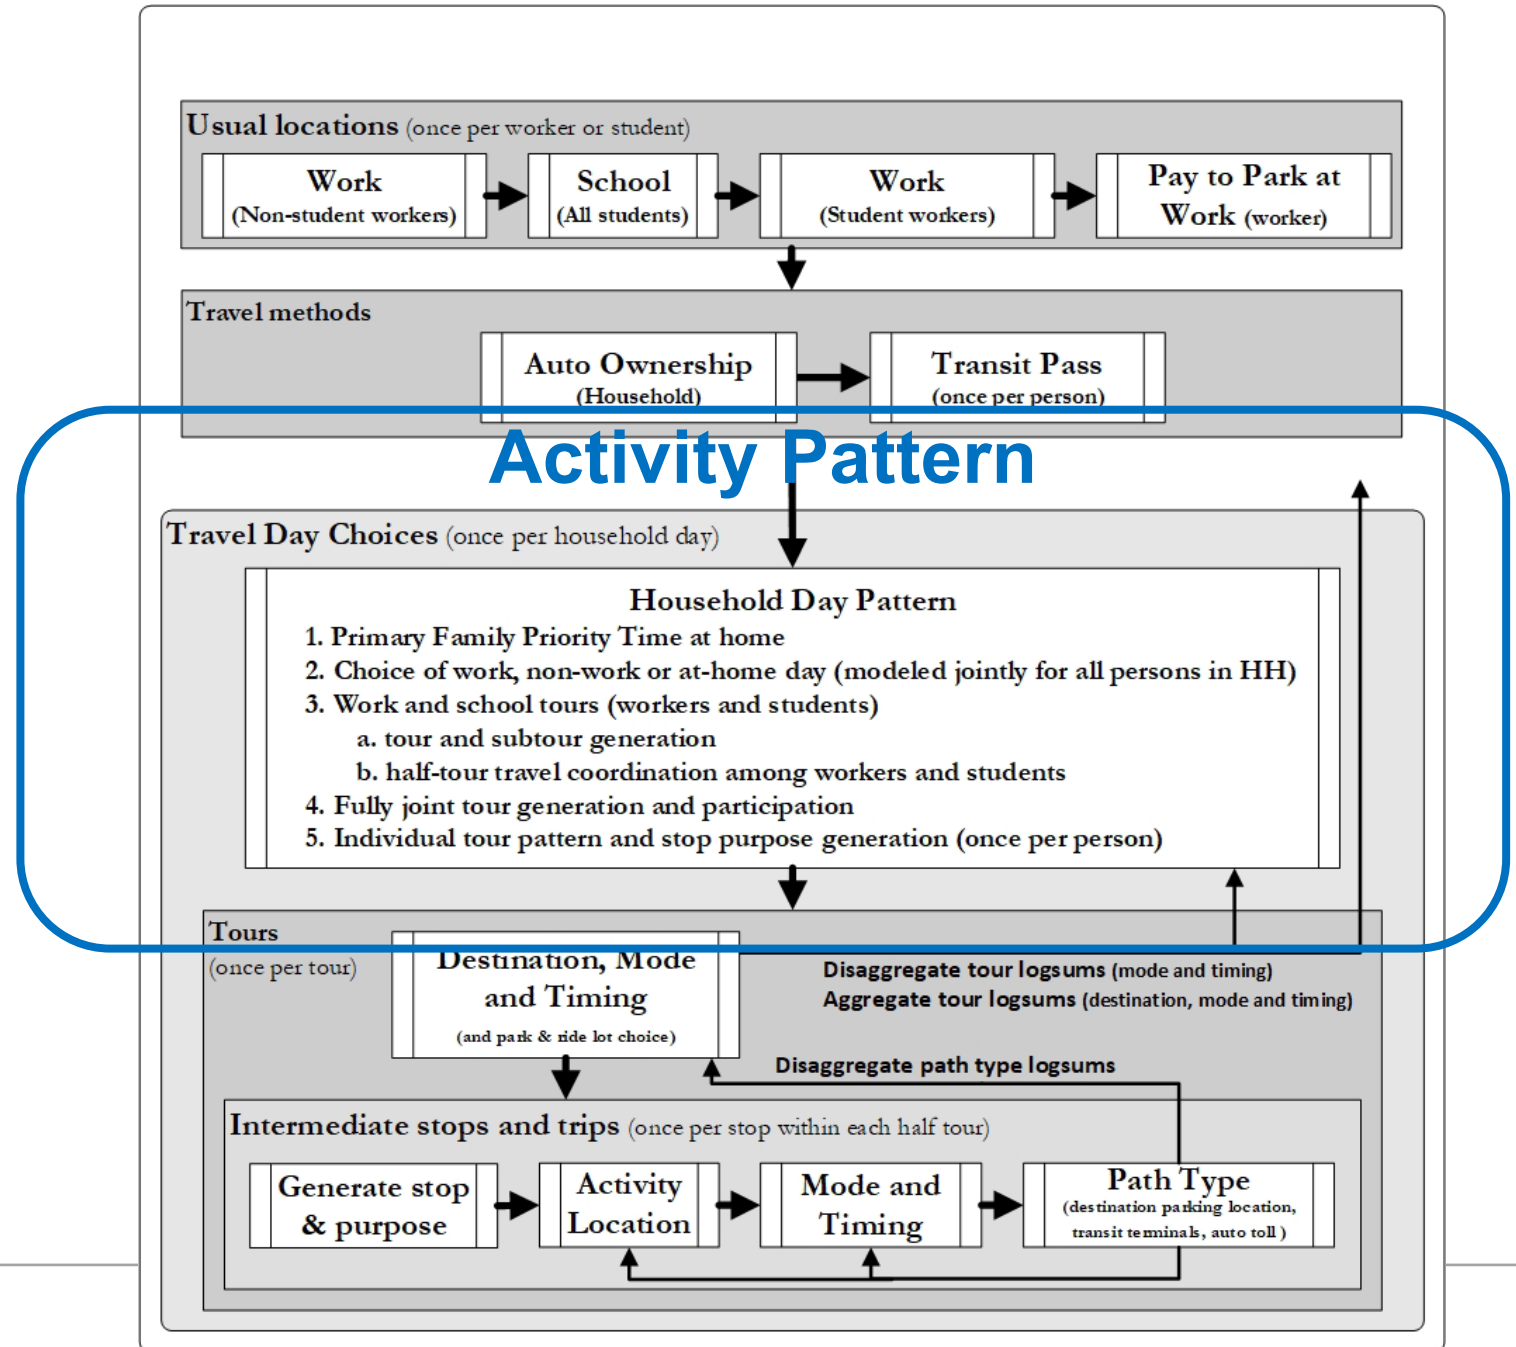 Usual locations (once per worker or student)
Work
(Non-student workers)
School
(All students)
Work
(Student workers)
Pay to Park at
Work (worker)
Travel methods
Auto Ownership
(Household)
Transit Pass
(once per person)
Activity Pattern
Travel Day Choices (once per household day)
Household Day Pattern
1. Primary Family Priority Time at home
2. Choice of work, non-work or at-home day (modeled jointly for all persons in HH)
3. Work and school tours (workers and students)
a. tour and subtour generation
b. half-tour travel coordination among workers and students
4. Fully joint tour generation and participation
5. Individual tour pattern and stop purpose generation (once per person)
Tours
(once per tour)
Destination, Mode
and Timing
(and park & ride lot choice)
Disaggregate tour logsums (mode and timing)
Aggregate tour logsums (destination, mode and timing)
Disaggregate path type logsums
Intermediate stops and trips (once per stop within each half tour)
Generate stop
& purpose
Activity
Location
Mode and
Timing
Path Type
(destination parking location,
transit terminals, auto toll )